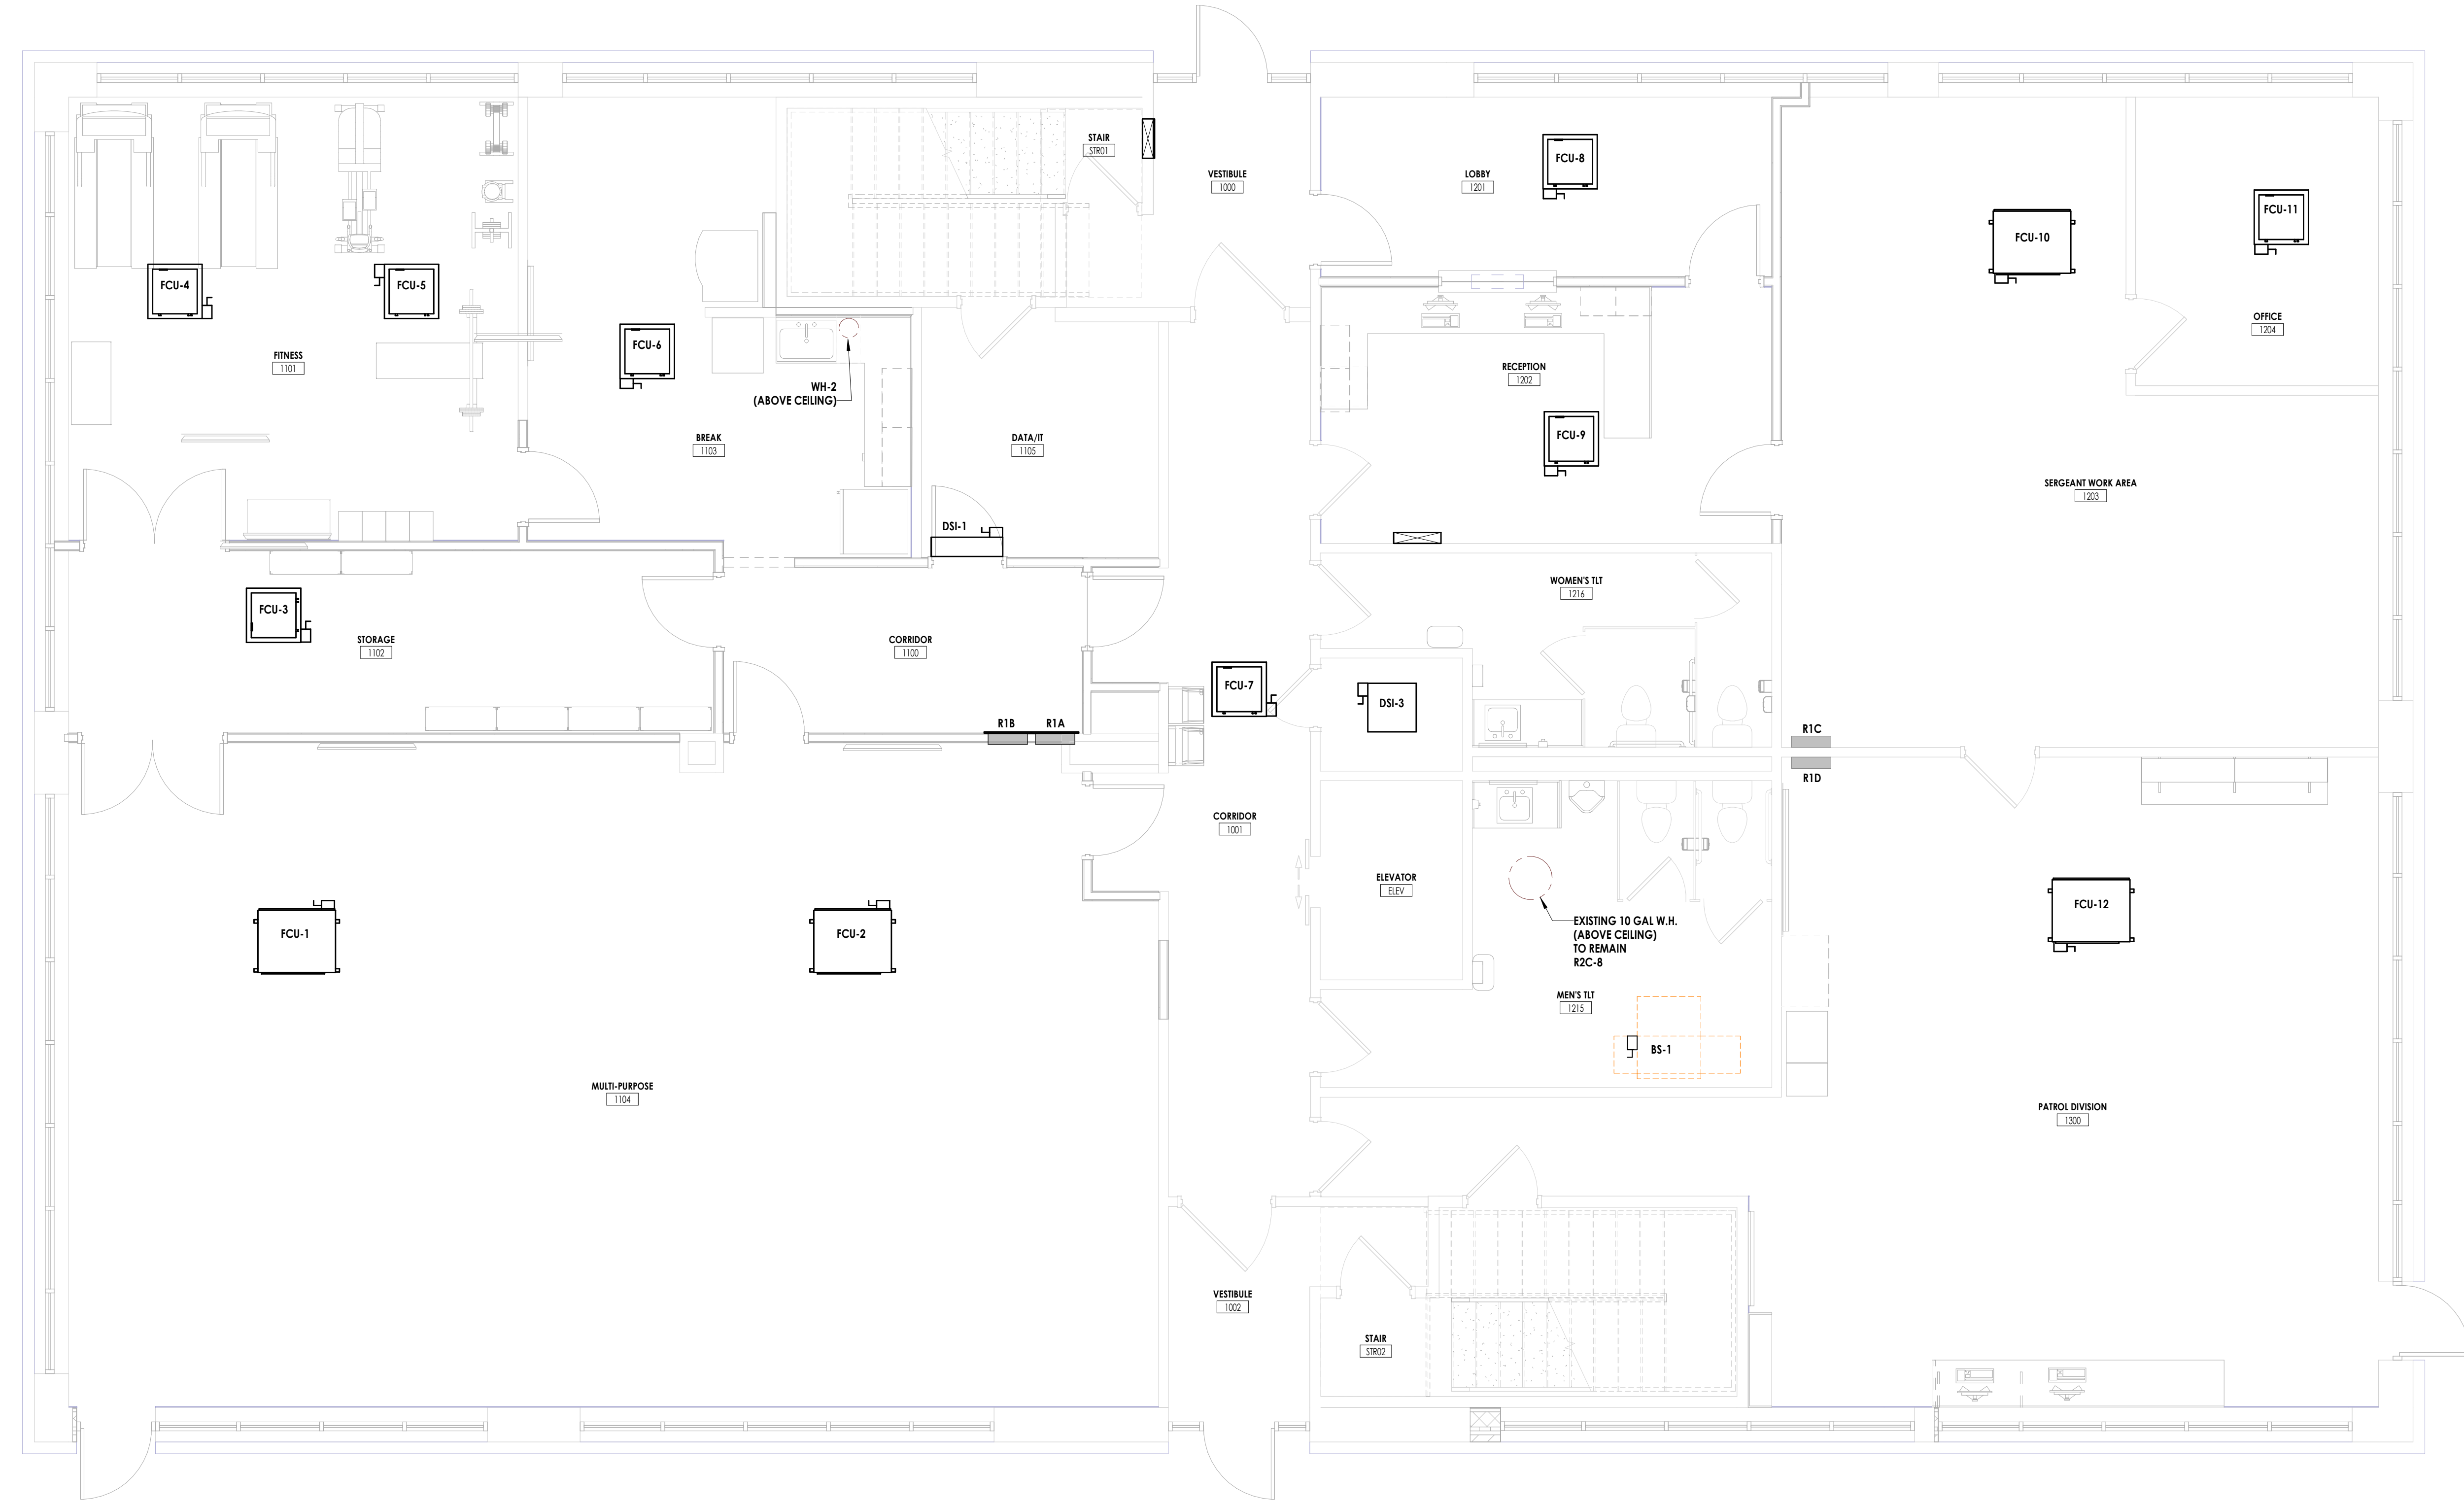 STAIR
STR01
VESTIBULE
1000
LOBBY
1201
FCU-8
FCU-10
FCU-11
FCU-4
FCU-5
FCU-6
FITNESS
1101
WH-2
(ABOVE CEILING)
BREAK
1103
DATA/IT
1105
RECEPTION
1202
FCU-9
OFFICE
1204
SERGEANT WORK AREA
1203
DSI-1
FCU-3
STORAGE
1102
CORRIDOR
1100
WOMEN'S TLT
1216
FCU-7
DSI-3
R1B
R1A
R1C
R1D
CORRIDOR
1001
ELEVATOR
ELEV
FCU-1
FCU-2
EXISTING 10 GAL W.H.
(ABOVE CEILING)
TO REMAIN
R2C-8
FCU-12
MEN'S TLT
1215
BS-1
MULTI-PURPOSE
1104
PATROL DIVISION
1300
VESTIBULE
1002
STAIR
STR02